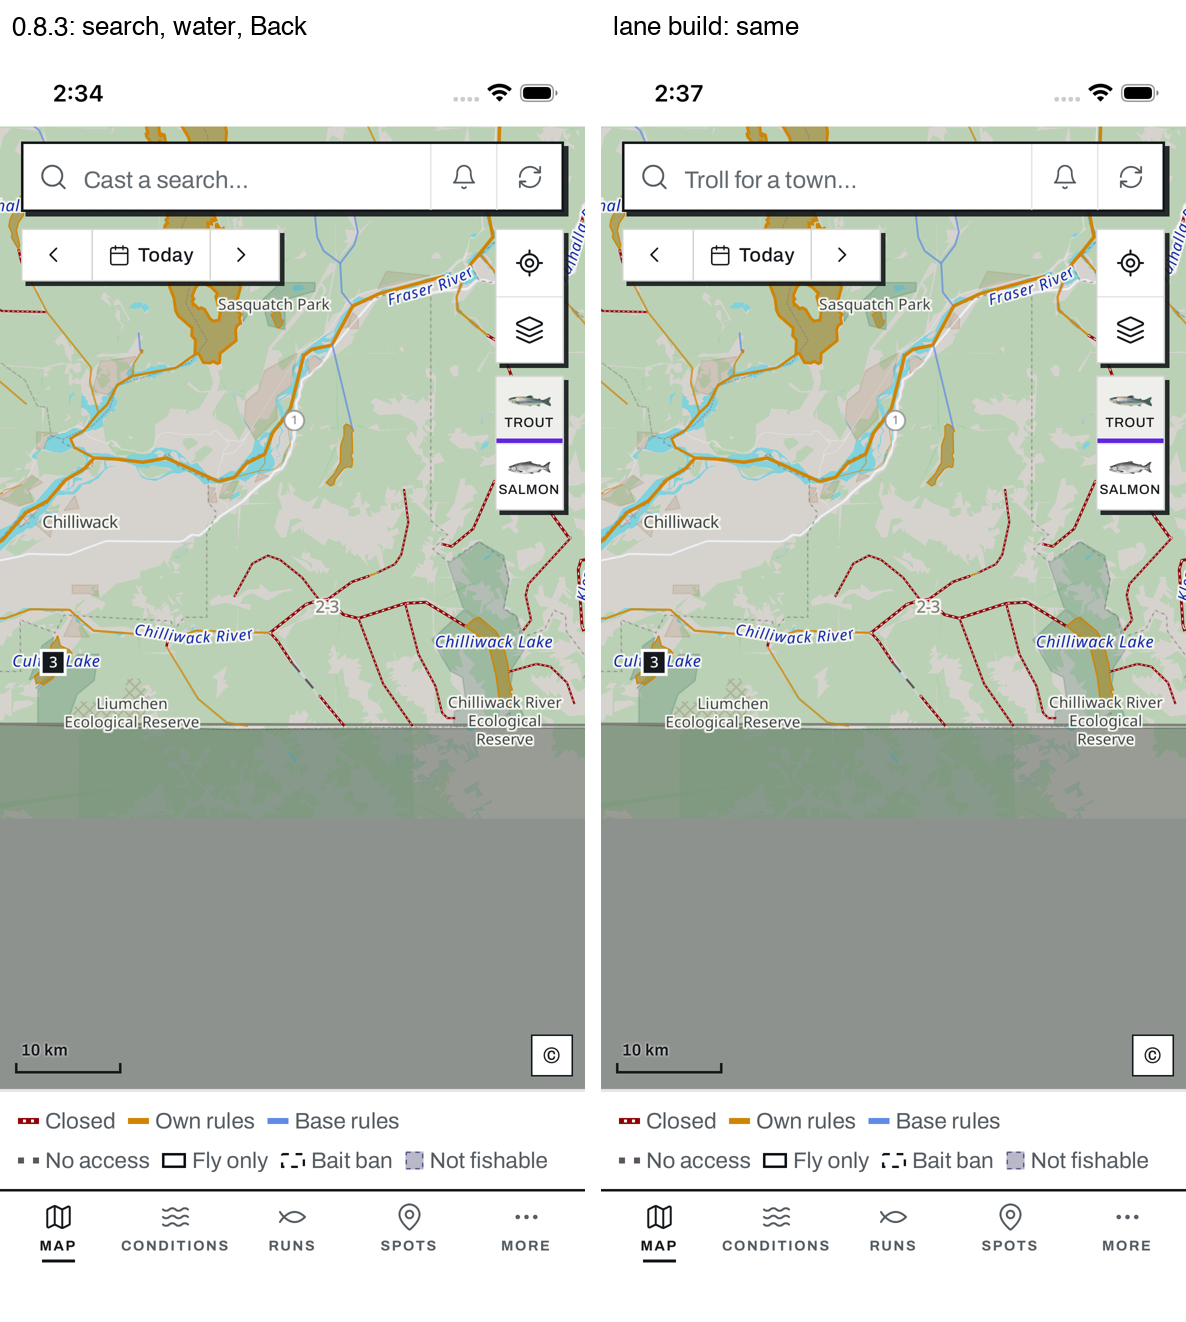 0.8.3: search, water, Back
2:34
Cast a search...
Today
Sasquatch Park
Fraser River
1
TROUT
SALMON
Chilliwack
2-3
Chilliwack River
Chilliwack Lake
3 Lake
Liumchen
Ecological Reserve
Chilliwack River
Ecological
Reserve
10 km
©
Closed Own rules Base rules
No access Fly only Bait ban Not fishable
MAP CONDITIONS RUNS SPOTS MORE
lane build: same
2:37
Troll for a town...
Today
Sasquatch Park
Fraser River
1
TROUT
SALMON
Chilliwack
2-3
Chilliwack River
Chilliwack Lake
3 Lake
Liumchen
Ecological Reserve
Chilliwack River
Ecological
Reserve
10 km
©
Closed Own rules Base rules
No access Fly only Bait ban Not fishable
MAP CONDITIONS RUNS SPOTS MORE